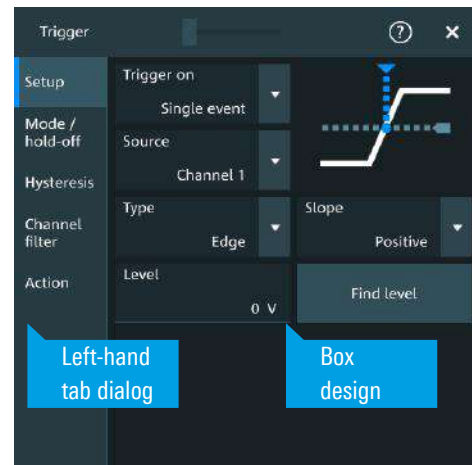 Trigger
?
×
Setup
Mode /
hold-off
Hysteresis
Channel
filter
Action
Trigger on
Single event
Source
Channel 1
Type
Edge
Slope
Positive
Level
0 V
Find level
Left-hand
tab dialog
Box
design